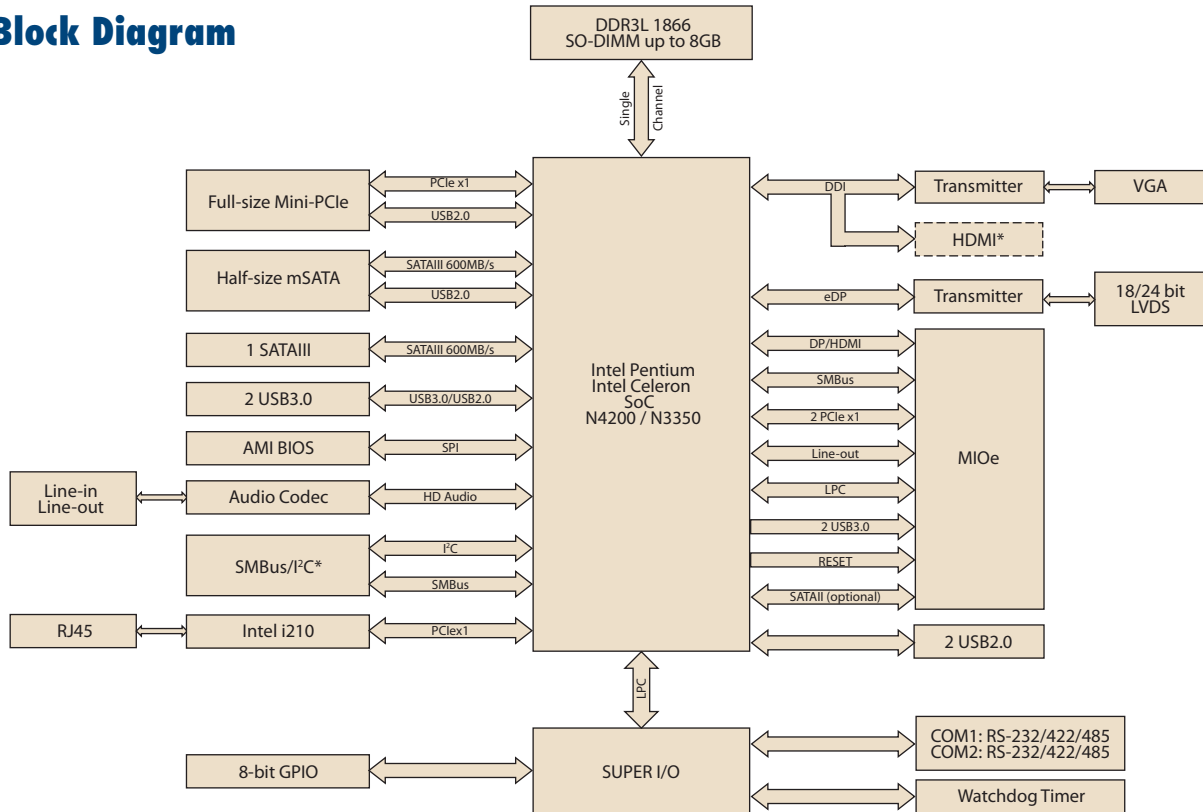 Block Diagram
DDR3L 1866
SO-DIMM up to 8GB
Single
Channel
Full-size Mini-PCIe
PCIe x1
USB2.0
Half-size mSATA
SATAIII 600MB/s
USB2.0
1 SATAIII
SATAIII 600MB/s
2 USB3.0
USB3.0/USB2.0
AMI BIOS
SPI
Line-in
Line-out
Audio Codec
HD Audio
SMBus/I²C*
I²C
SMBus
RJ45
Intel i210
PCIex1
Intel Pentium
Intel Celeron
SoC
N4200 / N3350
DDI
Transmitter
VGA
HDMI*
eDP
Transmitter
18/24 bit
LVDS
DP/HDMI
SMBus
2 PCIe x1
Line-out
LPC
2 USB3.0
RESET
SATAII (optional)
MIOe
2 USB2.0
LPC
8-bit GPIO
SUPER I/O
COM1: RS-232/422/485
COM2: RS-232/422/485
Watchdog Timer